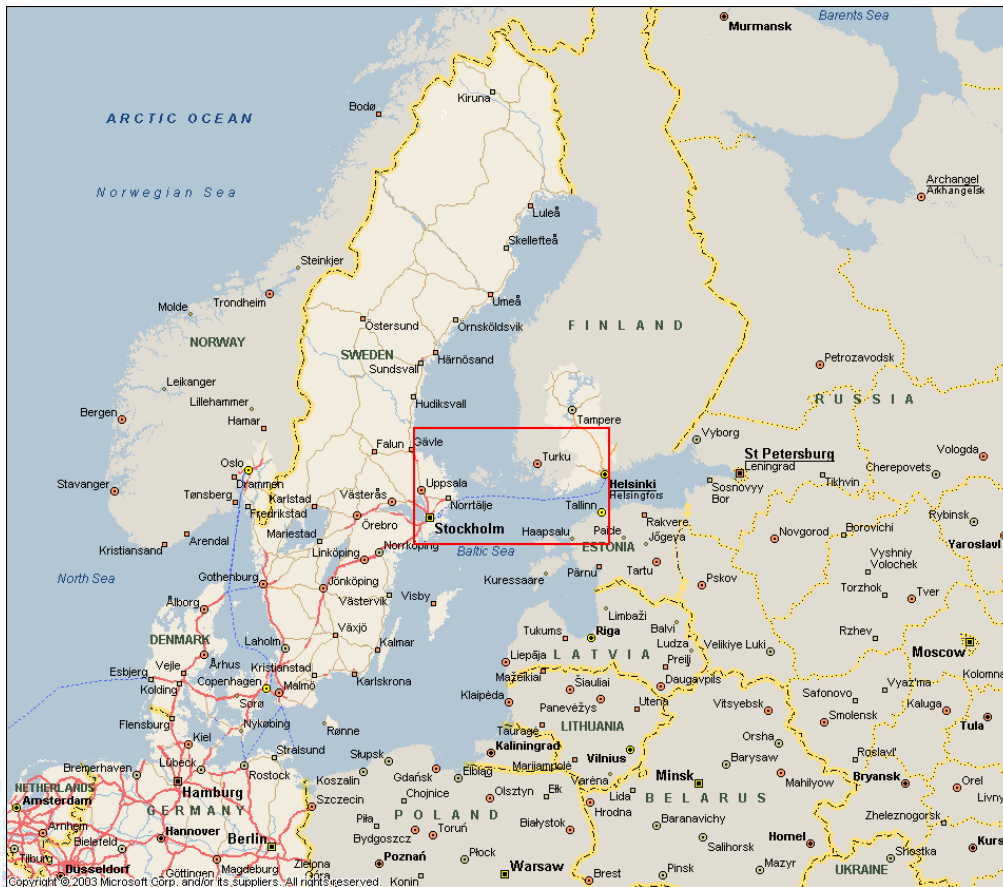 Barents Sea
Murmansk
Kiruna
Bodø
ARCTIC OCEAN
Archangel
Arkhangelsk
Norwegian Sea
Luleå
Skellefteå
Steinkjer
Trondheim
Umeå
Molde
Östersund
Örnsköldsvik
FINLAND
NORWAY
SWEDEN
Härnösand
Sundsvall
Petrozavodsk
Leikanger
Lillehammer
Hudiksvall
RUSSIA
Bergen
Hamar
Tampere
Vyborg
Falun
Gävle
St Petersburg
Vologda
Oslo
Turku
Leningrad
Cherepovets
Drammen
Helsinki
Sosnovyy
Bor
Tikhvin
Stavanger
Tønsberg
Karlstad
Västerås
Uppsala
Norrtälje
Helsingfors
Fredrikstad
Tallinn
Rybinsk
Mariestad
Örebro
Stockholm
Haapsalu
Paide
Rakvere
Novgorod
Borovichi
Kristiansand
Arendal
Linköping
Norrköping
Baltic Sea
ESTONIA
Jõgeva
Yaroslavl
Vyshniy
Volochek
North Sea
Gothenburg
Jönköping
Kuressaare
Pärnu
Tartu
Pskov
Torzhok
Tver
Ålborg
Västervik
Visby
Limbaži
DENMARK
Laholm
Växjö
Kalmar
Tukums
Riga
Balvi
Velikiye Luki
Rzhev
Moscow
Århus
Liepāja
LATVIA
Ludza
Preiļi
Esbjerg
Vejle
Kristianstad
Copenhagen
Karlskrona
Mažeikiai
Kolomna
Kolding
Malmö
Klaipėda
Šiauliai
Daugavpils
Safonovo
Vyaz'ma
Sorø
Panevėžys
Utena
Vitsyebsk
Kaluga
Flensburg
Nykøbing
Rønne
Tauragė
LITHUANIA
Smolensk
Tula
Kiel
Stralsund
Słupsk
Kaliningrad
Vilnius
Orsha
Roslavl'
Bremerhaven
Lübeck
Rostock
Koszalin
Gdańsk
Elbląg
Marijampolė
Varėna
Minsk
Barysaw
Mahilyow
Bryansk
Orel
NETHERLANDS
Hamburg
Szczecin
Chojnice
Olsztyn
Ełk
Hrodna
Lida
BELARUS
Livny
Amsterdam
GERMANY
POLAND
Baranavichy
Zheleznogorsk
Arnhem
Hannover
Berlin
Piła
Bydgoszcz
Toruń
Białystok
Salihorsk
Homel
Kursk
Tilburg
Bielefeld
Zielona
Gora
Poznań
Płock
Warsaw
Pinsk
Mazyr
UKRAINE
Shostka
Düsseldorf
Göttingen
Magdeburg
Konin
Brest
Copyright © 2003 Microsoft Corp. and/or its suppliers. All rights reserved.